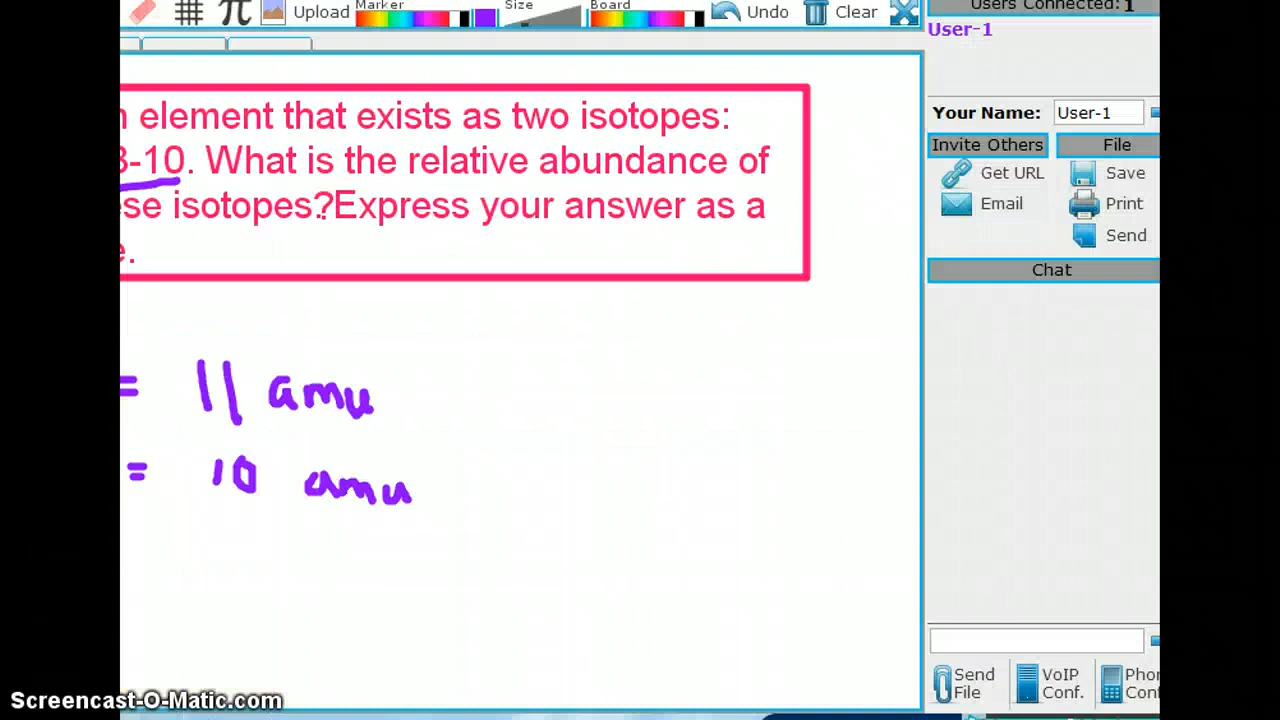 Upload Marker Size Board Undo Clear
Users Connected: 1
User-1
element that exists as two isotopes:
B-10. What is the relative abundance of
isotopes?Express your answer as a
Your Name: User-1
Invite Others File
Get URL Save
Email Print
Send
Chat
= 11 amu
= 10 amu
Send File
VoIP Conf.
Screencast-O-Matic.com